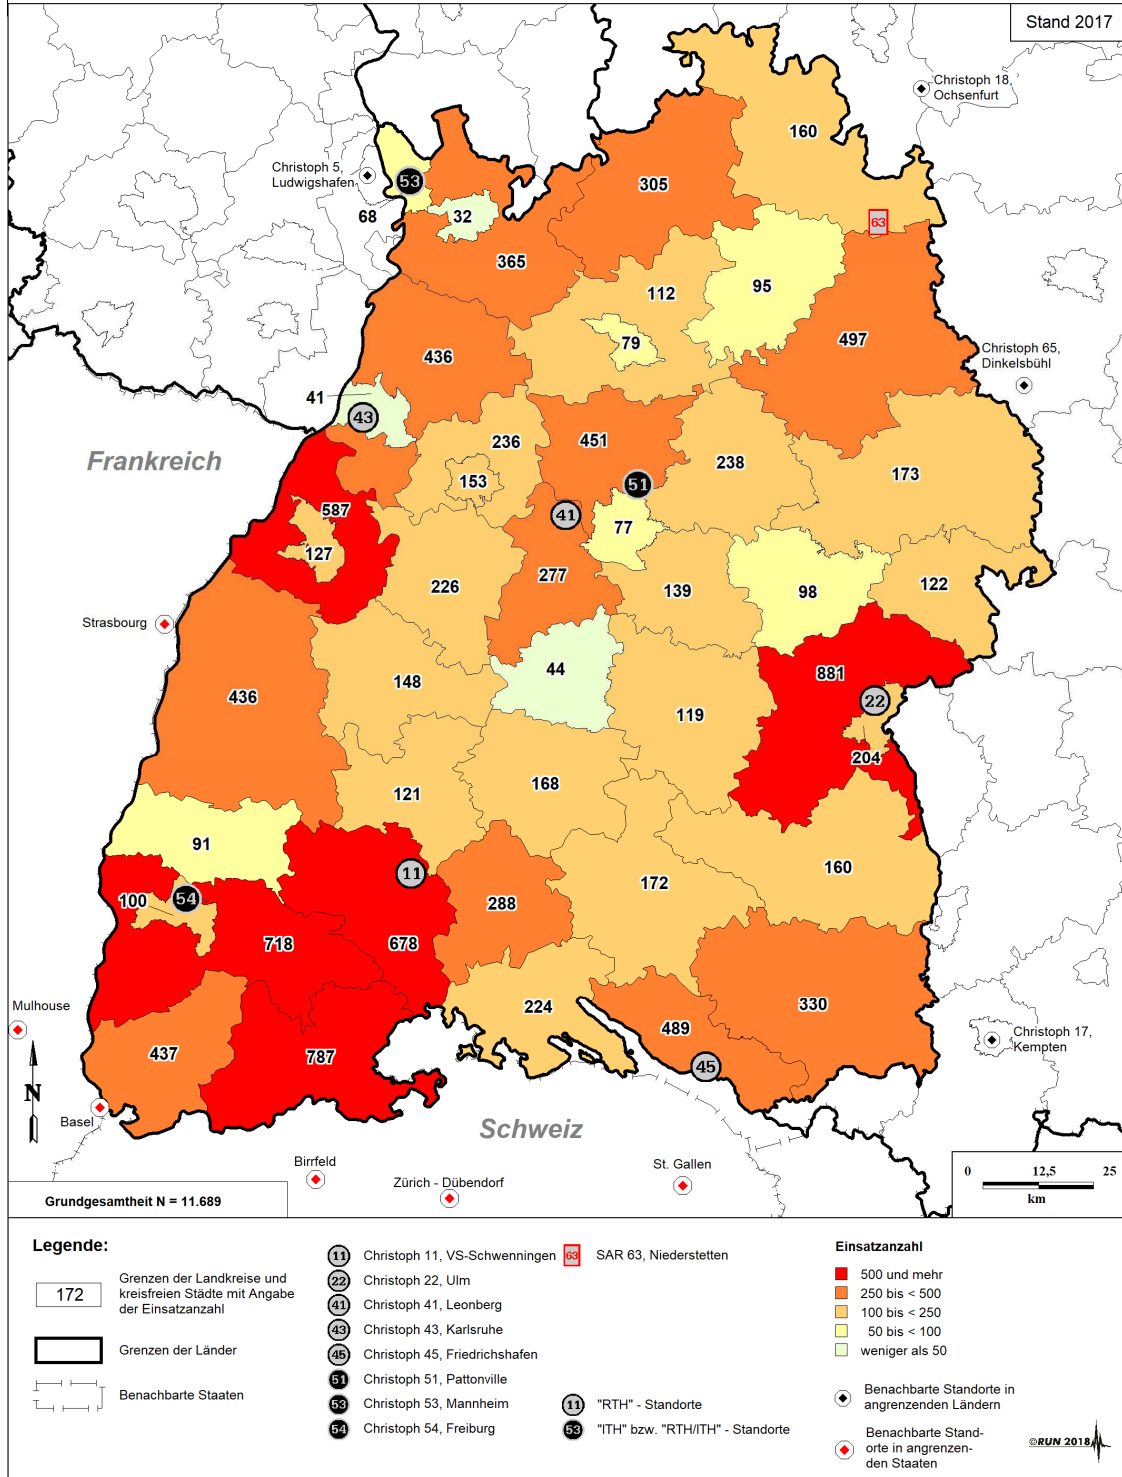 Stand 2017
Christoph 18,
Ochsenfurt
160
Christoph 5,
Ludwigshafen
53
305
68
32
63
365
95
112
79
497
436
Christoph 65,
Dinkelsbühl
41
43
236
451
238
173
Frankreich
153
51
587
41
77
127
277
226
139
98
122
Strasbourg
44
148
881
436
22
119
204
168
121
91
11
160
172
100
54
288
718
678
Mulhouse
224
330
489
Christoph 17,
Kempten
437
787
45
N
Basel
Schweiz
Birrfeld
St. Gallen
Zürich - Dübendorf
0 12,5 25
km
Grundgesamtheit N = 11.689
Legende:
172
Grenzen der Landkreise und
kreisfreien Städte mit Angabe
der Einsatzanzahl
Grenzen der Länder
Benachbarte Staaten
11 Christoph 11, VS-Schwenningen
22 Christoph 22, Ulm
41 Christoph 41, Leonberg
43 Christoph 43, Karlsruhe
45 Christoph 45, Friedrichshafen
51 Christoph 51, Pattonville
53 Christoph 53, Mannheim
54 Christoph 54, Freiburg
63 SAR 63, Niederstetten
11 "RTH" - Standorte
53 "ITH" bzw. "RTH/ITH" - Standorte
Einsatzanzahl
500 und mehr
250 bis < 500
100 bis < 250
50 bis < 100
weniger als 50
Benachbarte Standorte in
angrenzenden Ländern
Benachbarte Stand-
orte in angrenzen-
den Staaten
©RUN 2018